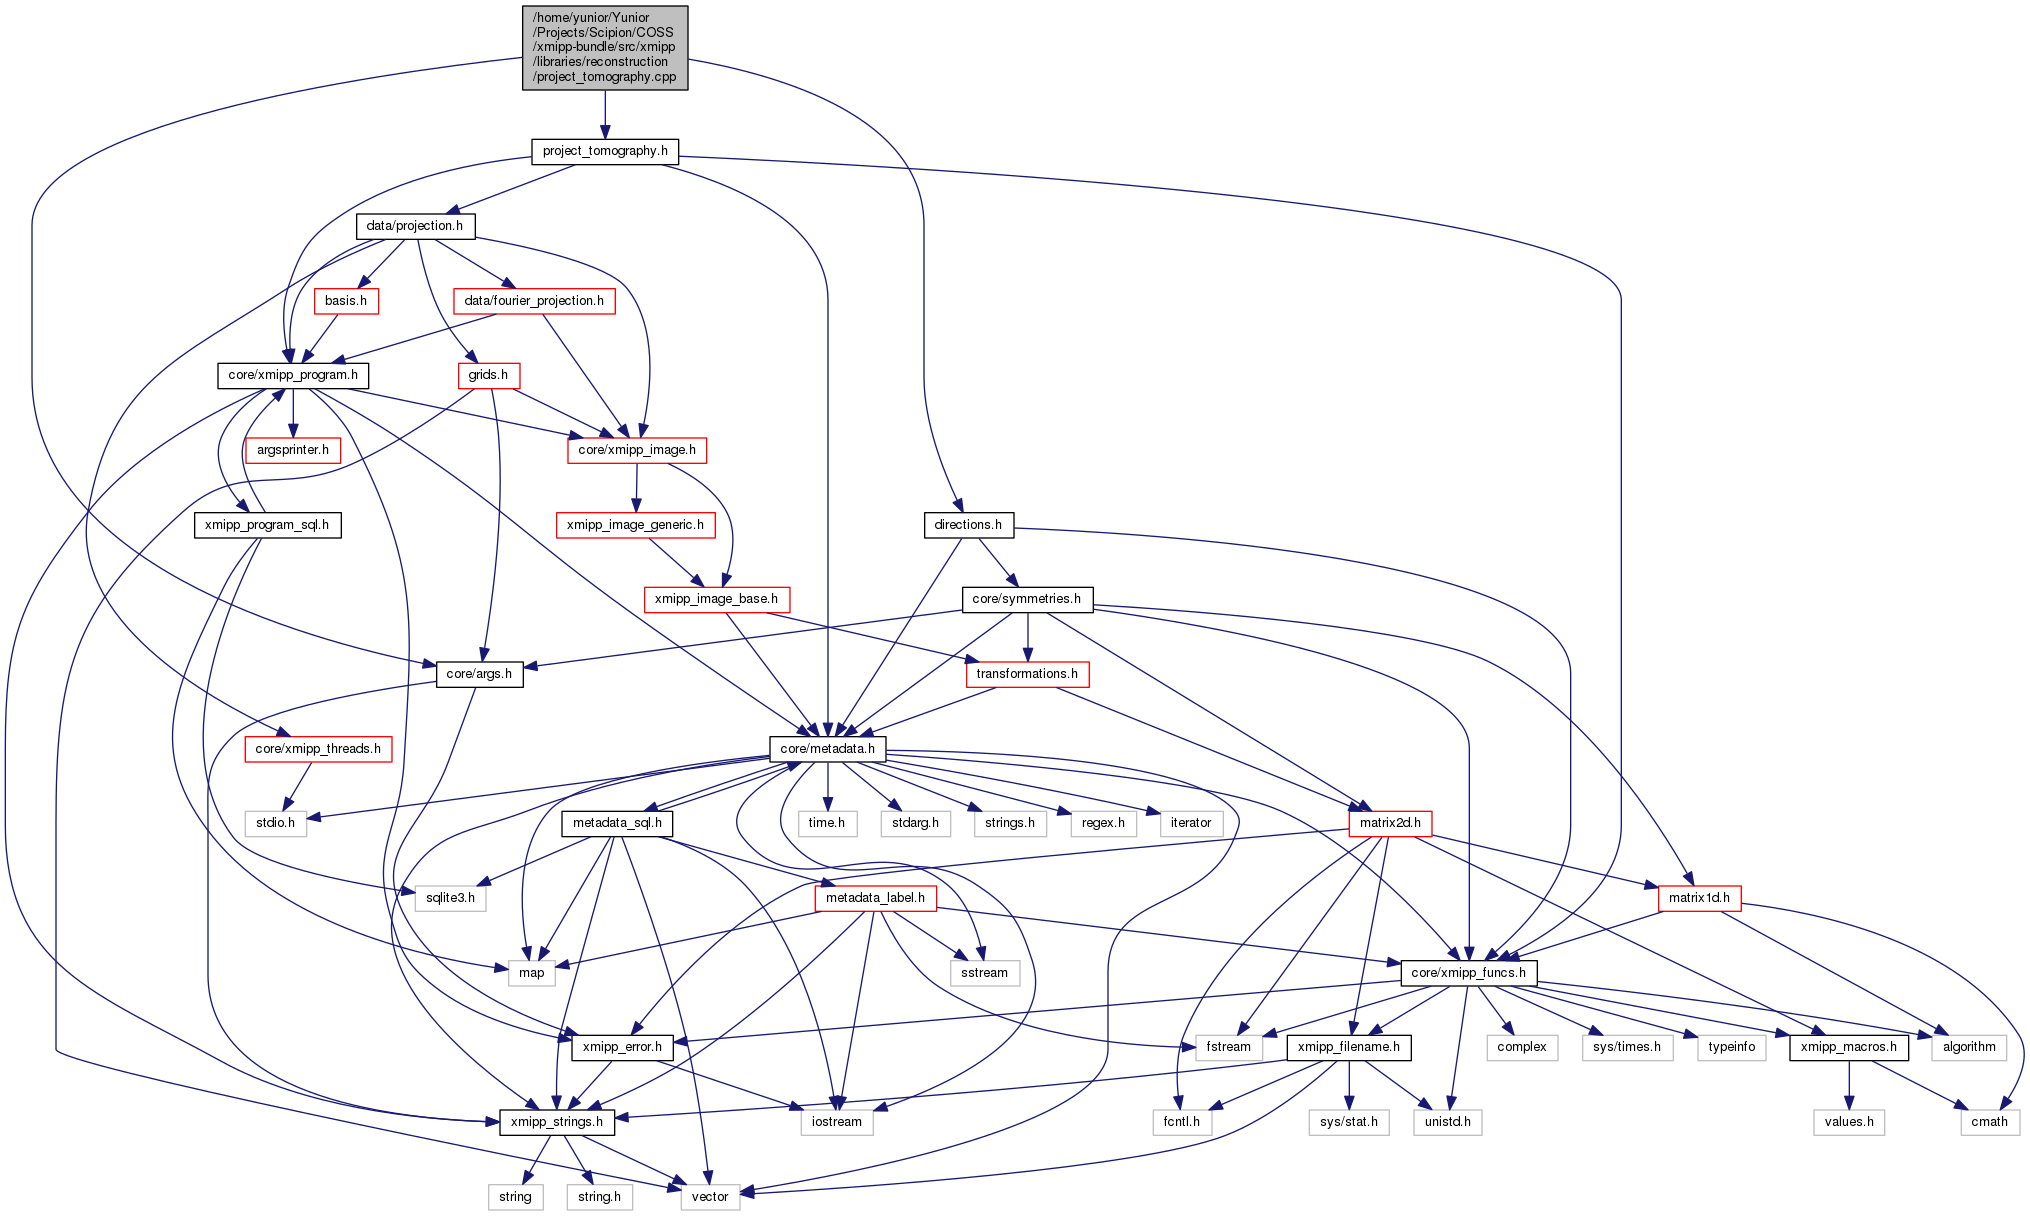 /home/yunior/Yunior
/Projects/Scipion/COSS
/xmipp-bundle/src/xmipp
/libraries/reconstruction
/project_tomography.cpp
project_tomography.h
data/projection.h
basis.h
data/fourier_projection.h
core/xmipp_program.h
grids.h
argsprinter.h
core/xmipp_image.h
xmipp_program_sql.h
xmipp_image_generic.h
directions.h
xmipp_image_base.h
core/symmetries.h
core/args.h
transformations.h
core/xmipp_threads.h
core/metadata.h
stdio.h
metadata_sql.h
time.h
stdarg.h
strings.h
regex.h
iterator
matrix2d.h
sqlite3.h
metadata_label.h
matrix1d.h
map
sstream
core/xmipp_funcs.h
xmipp_error.h
fstream
xmipp_filename.h
complex
sys/times.h
typeinfo
xmipp_macros.h
algorithm
xmipp_strings.h
iostream
fcntl.h
sys/stat.h
unistd.h
values.h
cmath
string
string.h
vector